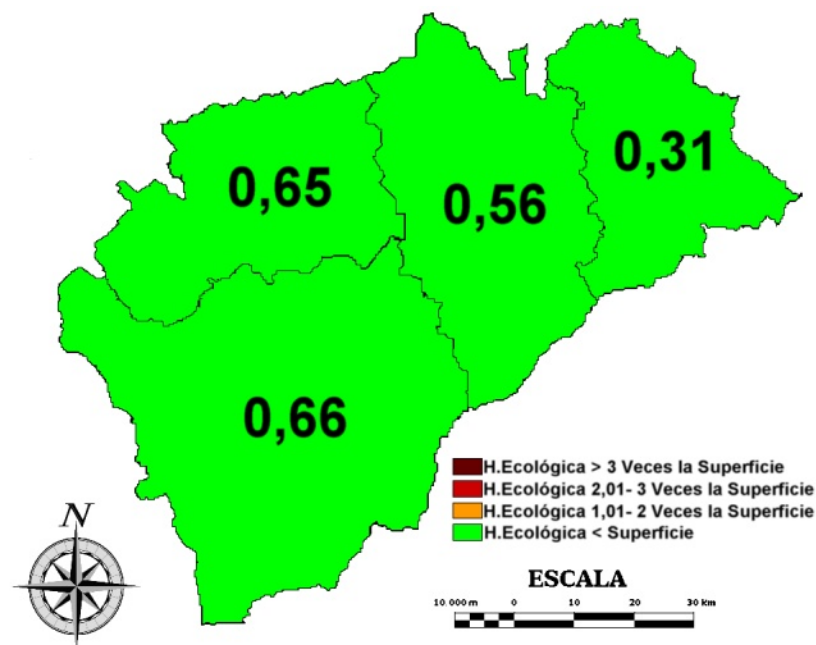 0,31
0,65
0,56
0,66
H.Ecológica > 3 Veces la Superficie
H.Ecológica 2,01- 3 Veces la Superficie
H.Ecológica 1,01- 2 Veces la Superficie
H.Ecológica < Superficie
N
ESCALA
10 000 m 0 10 20 30 km